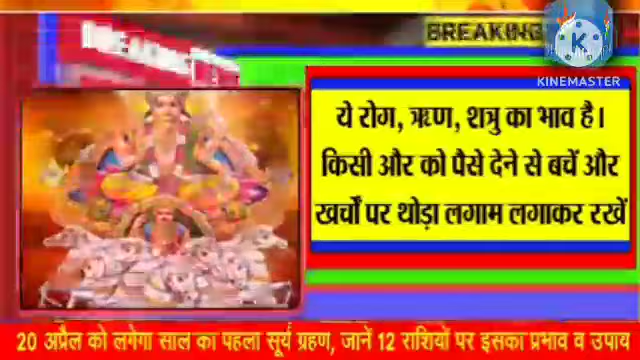 BREAKING
KINEMASTER
ये रोग, ऋण, शत्रु का भाव है।
किसी और को पैसे देने से बचें और
खर्चों पर थोड़ा लगाम लगाकर रखें
20 अप्रैल को लगेगा साल का पहला सूर्य ग्रहण, जानें 12 राशियों पर इसका प्रभाव व उपाय